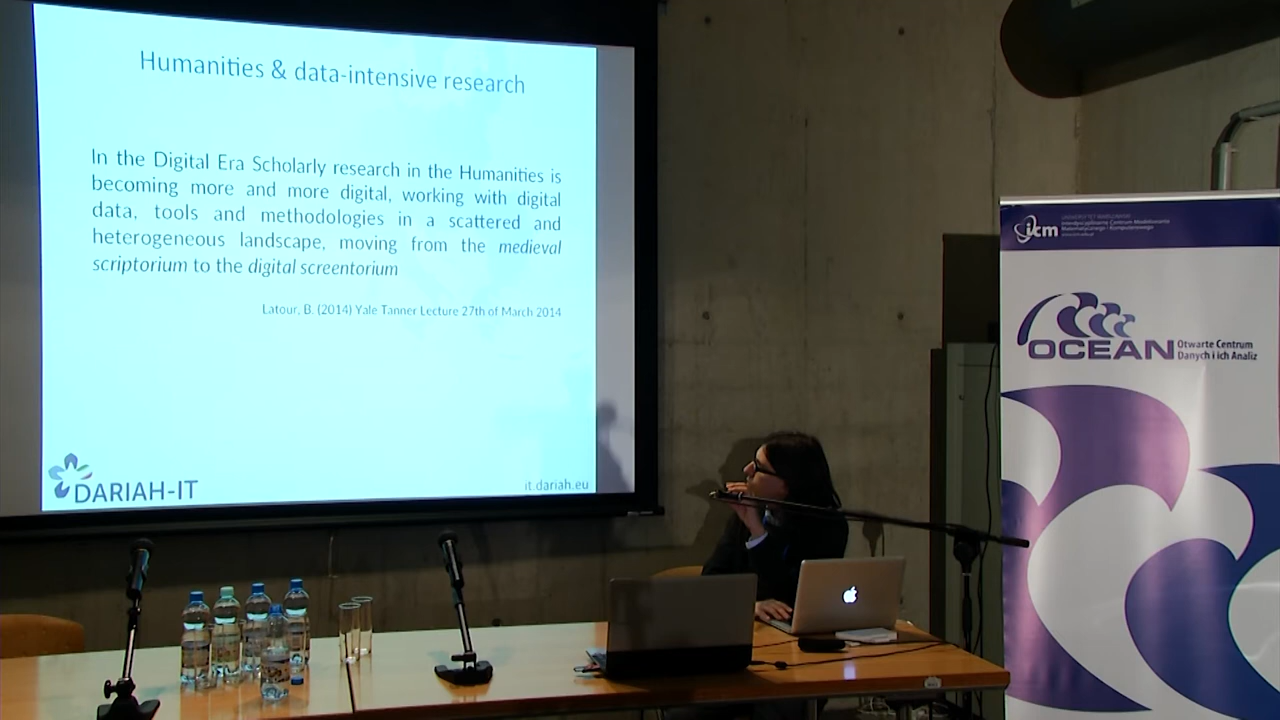 Humanities & data-intensive research
In the Digital Era Scholarly research in the Humanities is
becoming more and more digital, working with digital
data, tools and methodologies in a scattered and
heterogeneous landscape, moving from the medieval
scriptorium to the digital screentorium
Latour, B. (2014) Yale Tanner Lecture 27th of March 2014
DARIAH-IT
it.dariah.eu
icm
UNIWERSYTET WARSZAWSKI
Interdyscyplinarne Centrum Modelowania
Matematycznego i Komputerowego
OCEAN
Otwarte Centrum
Danych i ich Analiz